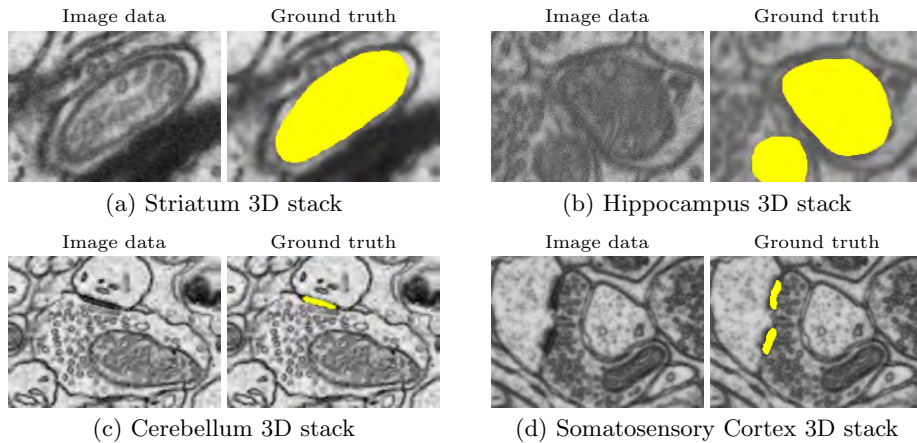 Image data Ground truth Image data Ground truth
(a) Striatum 3D stack (b) Hippocampus 3D stack
Image data Ground truth Image data Ground truth
(c) Cerebellum 3D stack (d) Somatosensory Cortex 3D stack